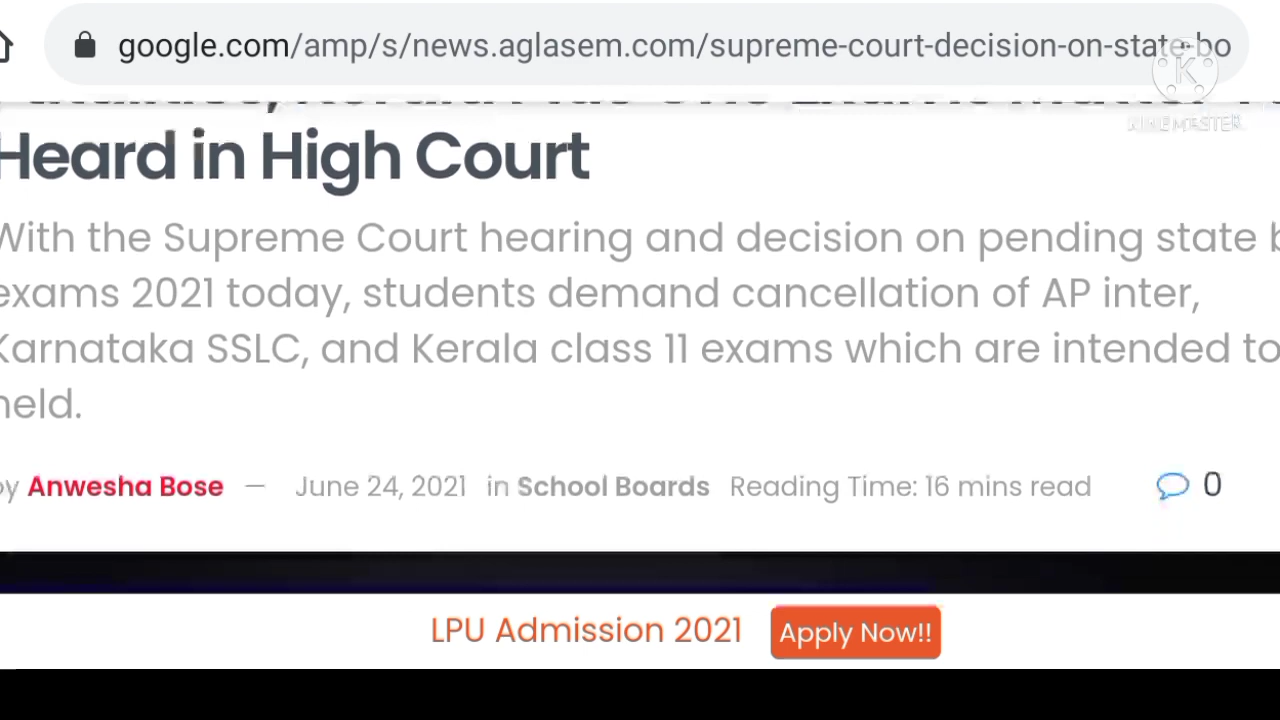 google.com/amp/s/news.aglasem.com/supreme-court-decision-on-state-bo
K
KINEMASTER
Heard in High Court
With the Supreme Court hearing and decision on pending state b
exams 2021 today, students demand cancellation of AP inter,
Karnataka SSLC, and Kerala class 11 exams which are intended to
held.
by Anwesha Bose — June 24, 2021 in School Boards Reading Time: 16 mins read 0
LPU Admission 2021 Apply Now!!